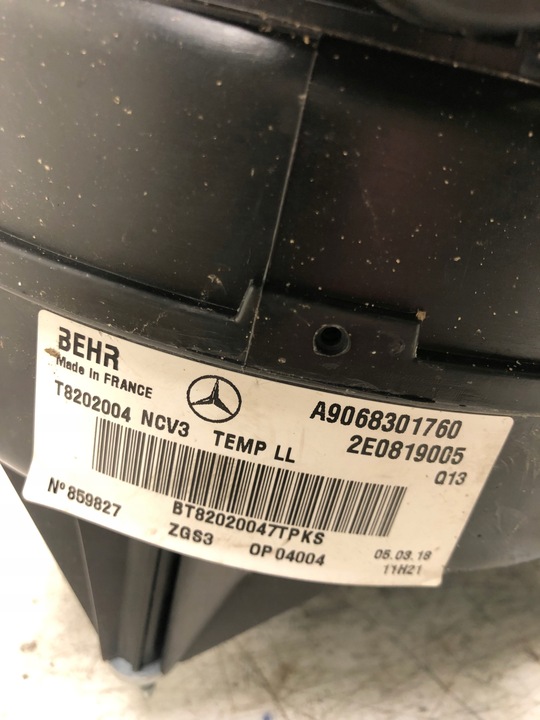 BEHR
Made in FRANCE
T8202004 NCV3 TEMP LL
A9068301760
2E0819005
Q13
BT82020047TPKS
Nº 859827
ZGS3 OP 04004
05.03.18
11H21